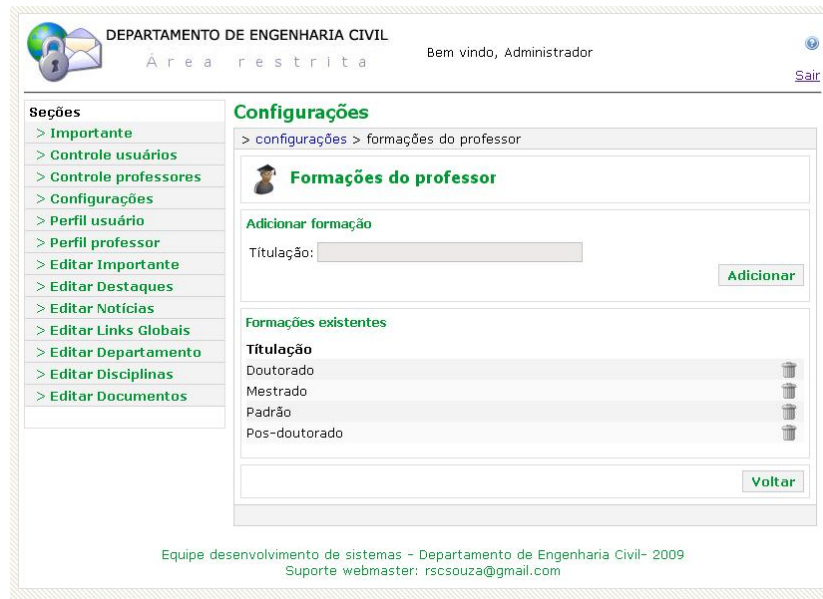 DEPARTAMENTO DE ENGENHARIA CIVIL
Área restrita
Bem vindo, Administrador
Sair
Seções
> Importante
> Controle usuários
> Controle professores
> Configurações
> Perfil usuário
> Perfil professor
> Editar Importante
> Editar Destaques
> Editar Notícias
> Editar Links Globais
> Editar Departamento
> Editar Disciplinas
> Editar Documentos
Configurações
> configurações > formações do professor
Formações do professor
Adicionar formação
Títulação:
Adicionar
Formações existentes
Títulação
Doutorado
Mestrado
Padrão
Pos-doutorado
Voltar
Equipe desenvolvimento de sistemas - Departamento de Engenharia Civil- 2009
Suporte webmaster: rscsouza@gmail.com